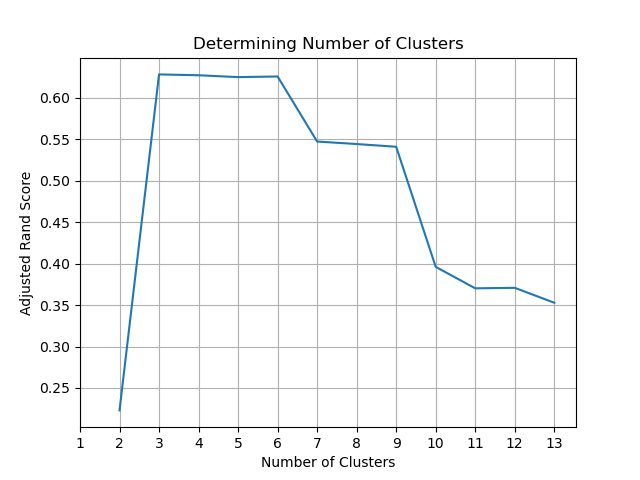 Determining Number of Clusters
Adjusted Rand Score
0.60
0.55
0.50
0.45
0.40
0.35
0.30
0.25
1 2 3 4 5 6 7 8 9 10 11 12 13
Number of Clusters